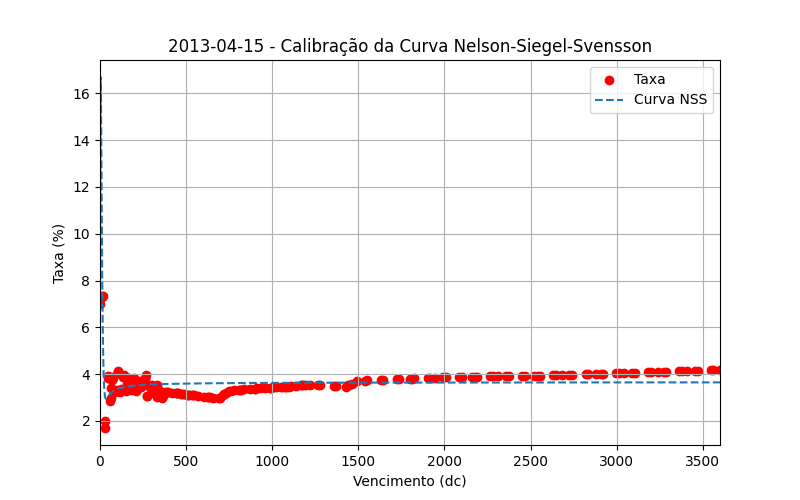 2013-04-15 - Calibração da Curva Nelson-Siegel-Svensson
Taxa
Curva NSS
Taxa (%)
16
14
12
10
8
6
4
2
0 500 1000 1500 2000 2500 3000 3500
Vencimento (dc)